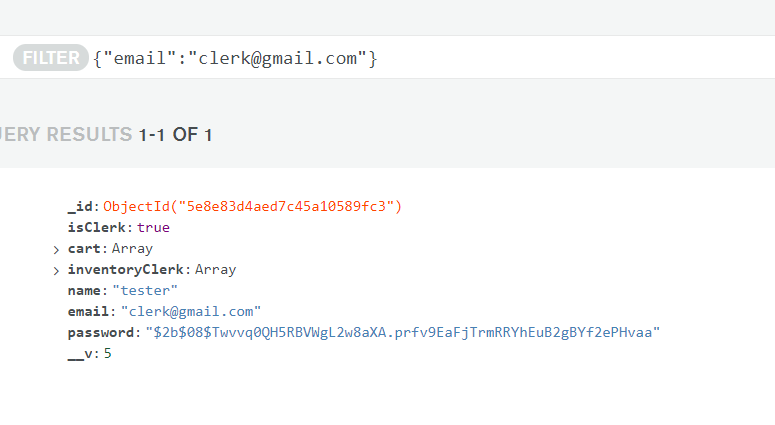 FILTER {"email":"clerk@gmail.com"}
ERY RESULTS 1-1 OF 1
_id: ObjectId("5e8e83d4aed7c45a10589fc3")
isClerk: true
> cart: Array
> inventoryClerk: Array
name: "tester"
email: "clerk@gmail.com"
password: "$2b$08$Twvvq0QH5RBVWgL2w8aXA.prfv9EaFjTrmRRYhEuB2gBYf2ePHvaa"
__v: 5